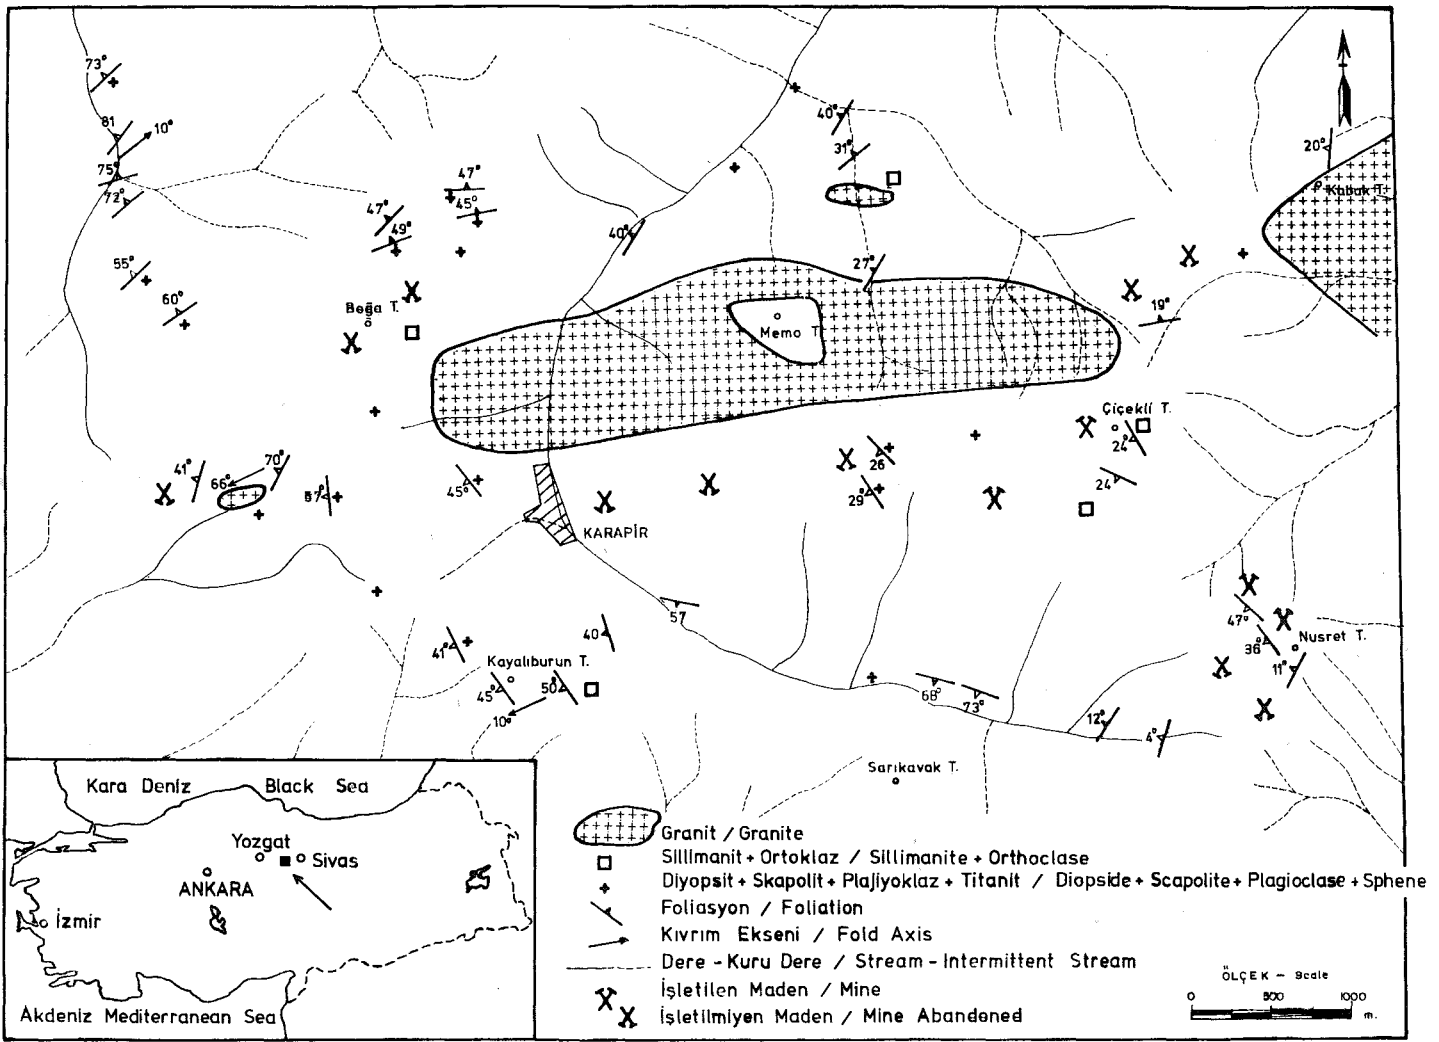 73°
81
10°
75°
72°
47°
45°
47°
49°
55°
60°
40°
31°
20°
Kabak T.
40°
27°
Boğa T.
Memo T.
19°
Çiçekli T.
24°
24
41°
66°
70°
57°
45°
26
29°
KARAPİR
57
47°
36°
Nusret T.
11°
41°
40
Kayalıburun T.
45°
50°
10°
68°
73°
12°
4°
Sarıkavak T.
Kara Deniz Black Sea
Yozgat
Sivas
ANKARA
İzmir
Akdeniz Mediterranean Sea
Granit / Granite
Sillimanit + Ortoklaz / Sillimanite + Orthoclase
Diyopsit + Skapolit + Plajiyoklaz + Titanit / Diopside + Scapolite + Plagioclase + Sphene
Foliasyon / Foliation
Kıvrım Ekseni / Fold Axis
Dere - Kuru Dere / Stream - Intermittent Stream
İşletilen Maden / Mine
İşletilmiyen Maden / Mine Abandoned
ÖLÇEK - Scale
0 500 1000
m.